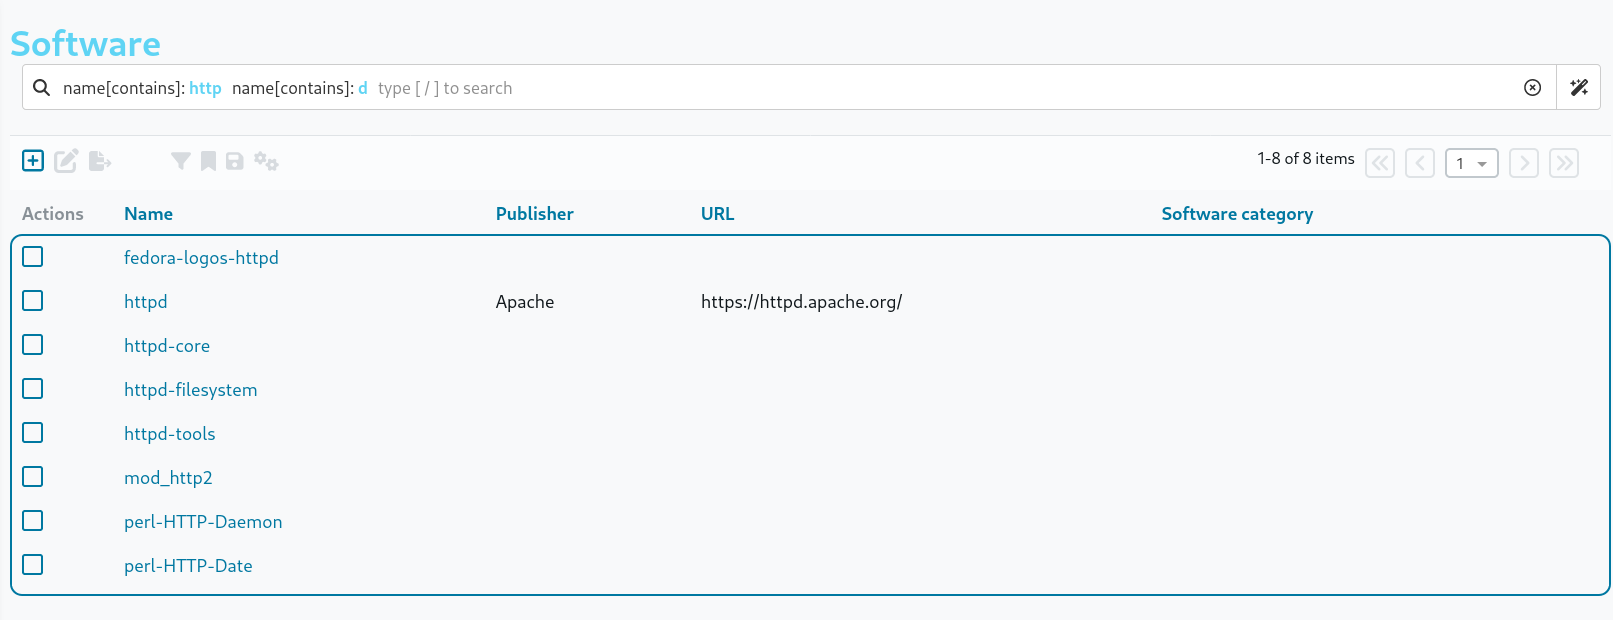 Software
name[contains]: http name[contains]: d type [ / ] to search
1-8 of 8 items 1
Actions Name Publisher URL Software category
fedora-logos-httpd
httpd Apache https://httpd.apache.org/
httpd-core
httpd-filesystem
httpd-tools
mod_http2
perl-HTTP-Daemon
perl-HTTP-Date